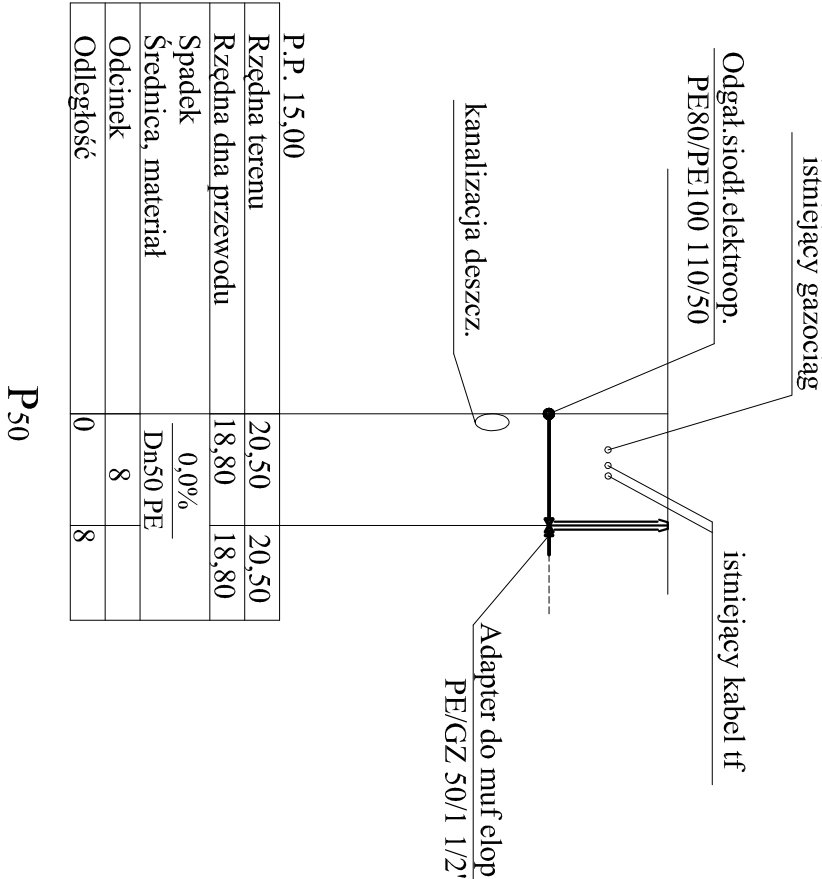 istniejący gazociąg
Odgał.siodł.elektroop.
PE80/PE100 110/50
istniejący kabel tf
kanalizacja deszcz.
Adapter do muf elop
PE/GZ 50/1 1/2"
P.P. 15,00
Rzędna terenu 20,50 20,50
Rzędna dna przewodu 18,80 18,80
Spadek 0,0%
Średnica, materiał Dn50 PE
Odcinek 8
Odległość 0 8
P50